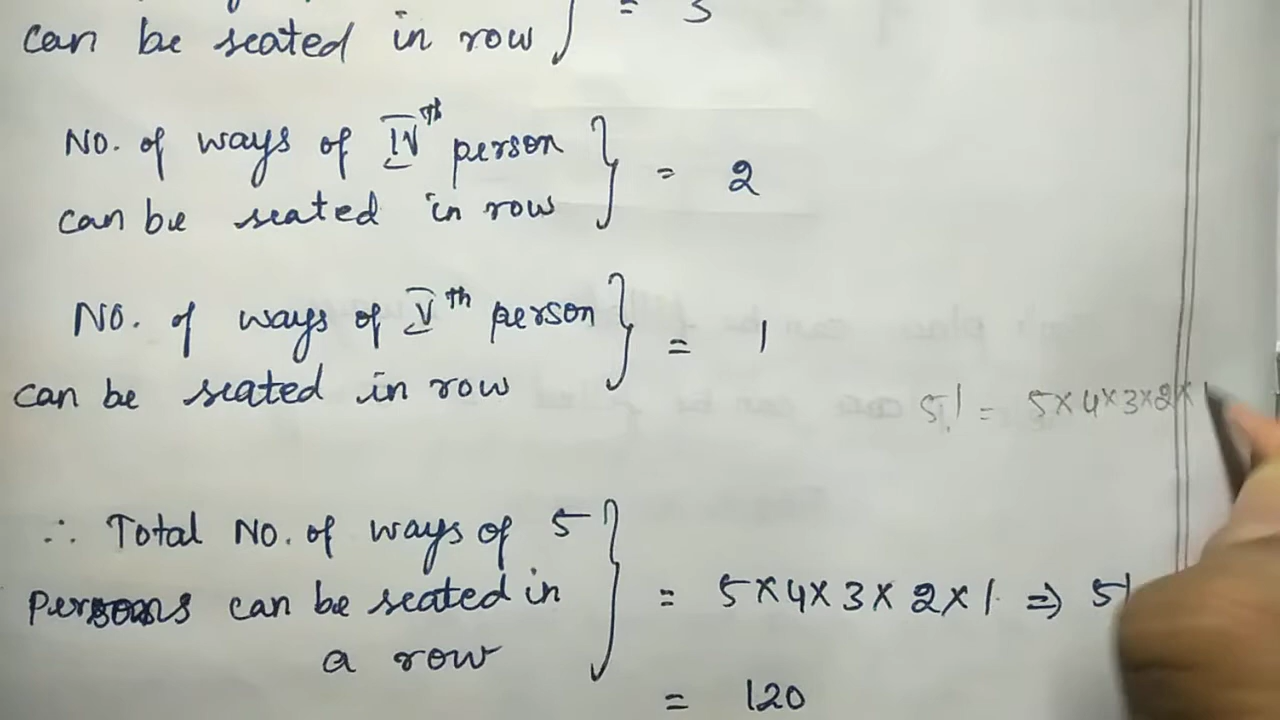 can be seated in row } = 3
No. of ways of IVth person
can be seated in row } = 2
No. of ways of Vth person
can be seated in row } = 1
5! = 5×4×3×2×1
∴ Total No. of ways of 5
Persons can be seated in
a row } = 5×4×3×2×1 ⇒ 5!
= 120